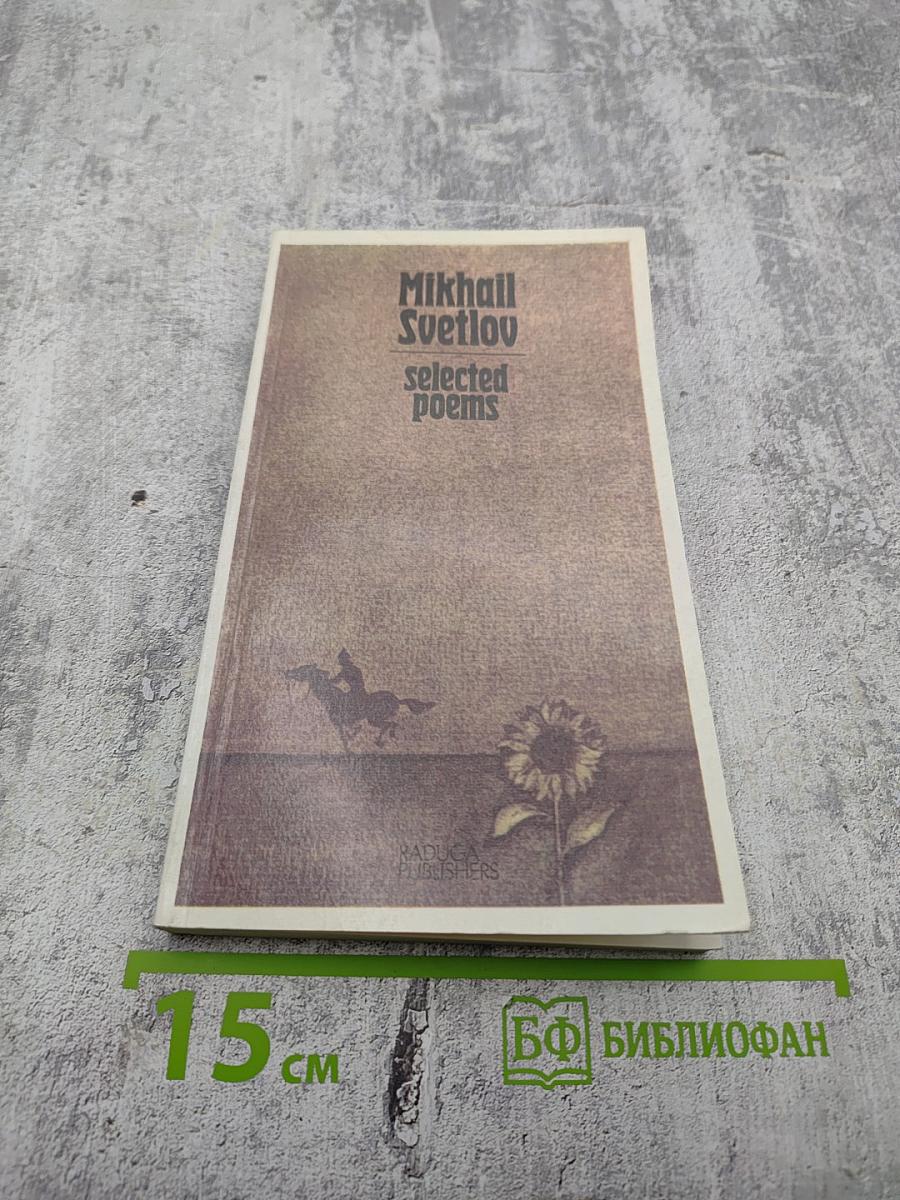 Mikhail
Svetlov
selected
poems
RADUGA
PUBLISHERS
15 см
БФ БИБЛИОФАН